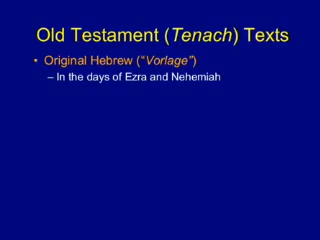 Old Testament (Tenach) Texts
• Original Hebrew ("Vorlage")
– In the days of Ezra and Nehemiah